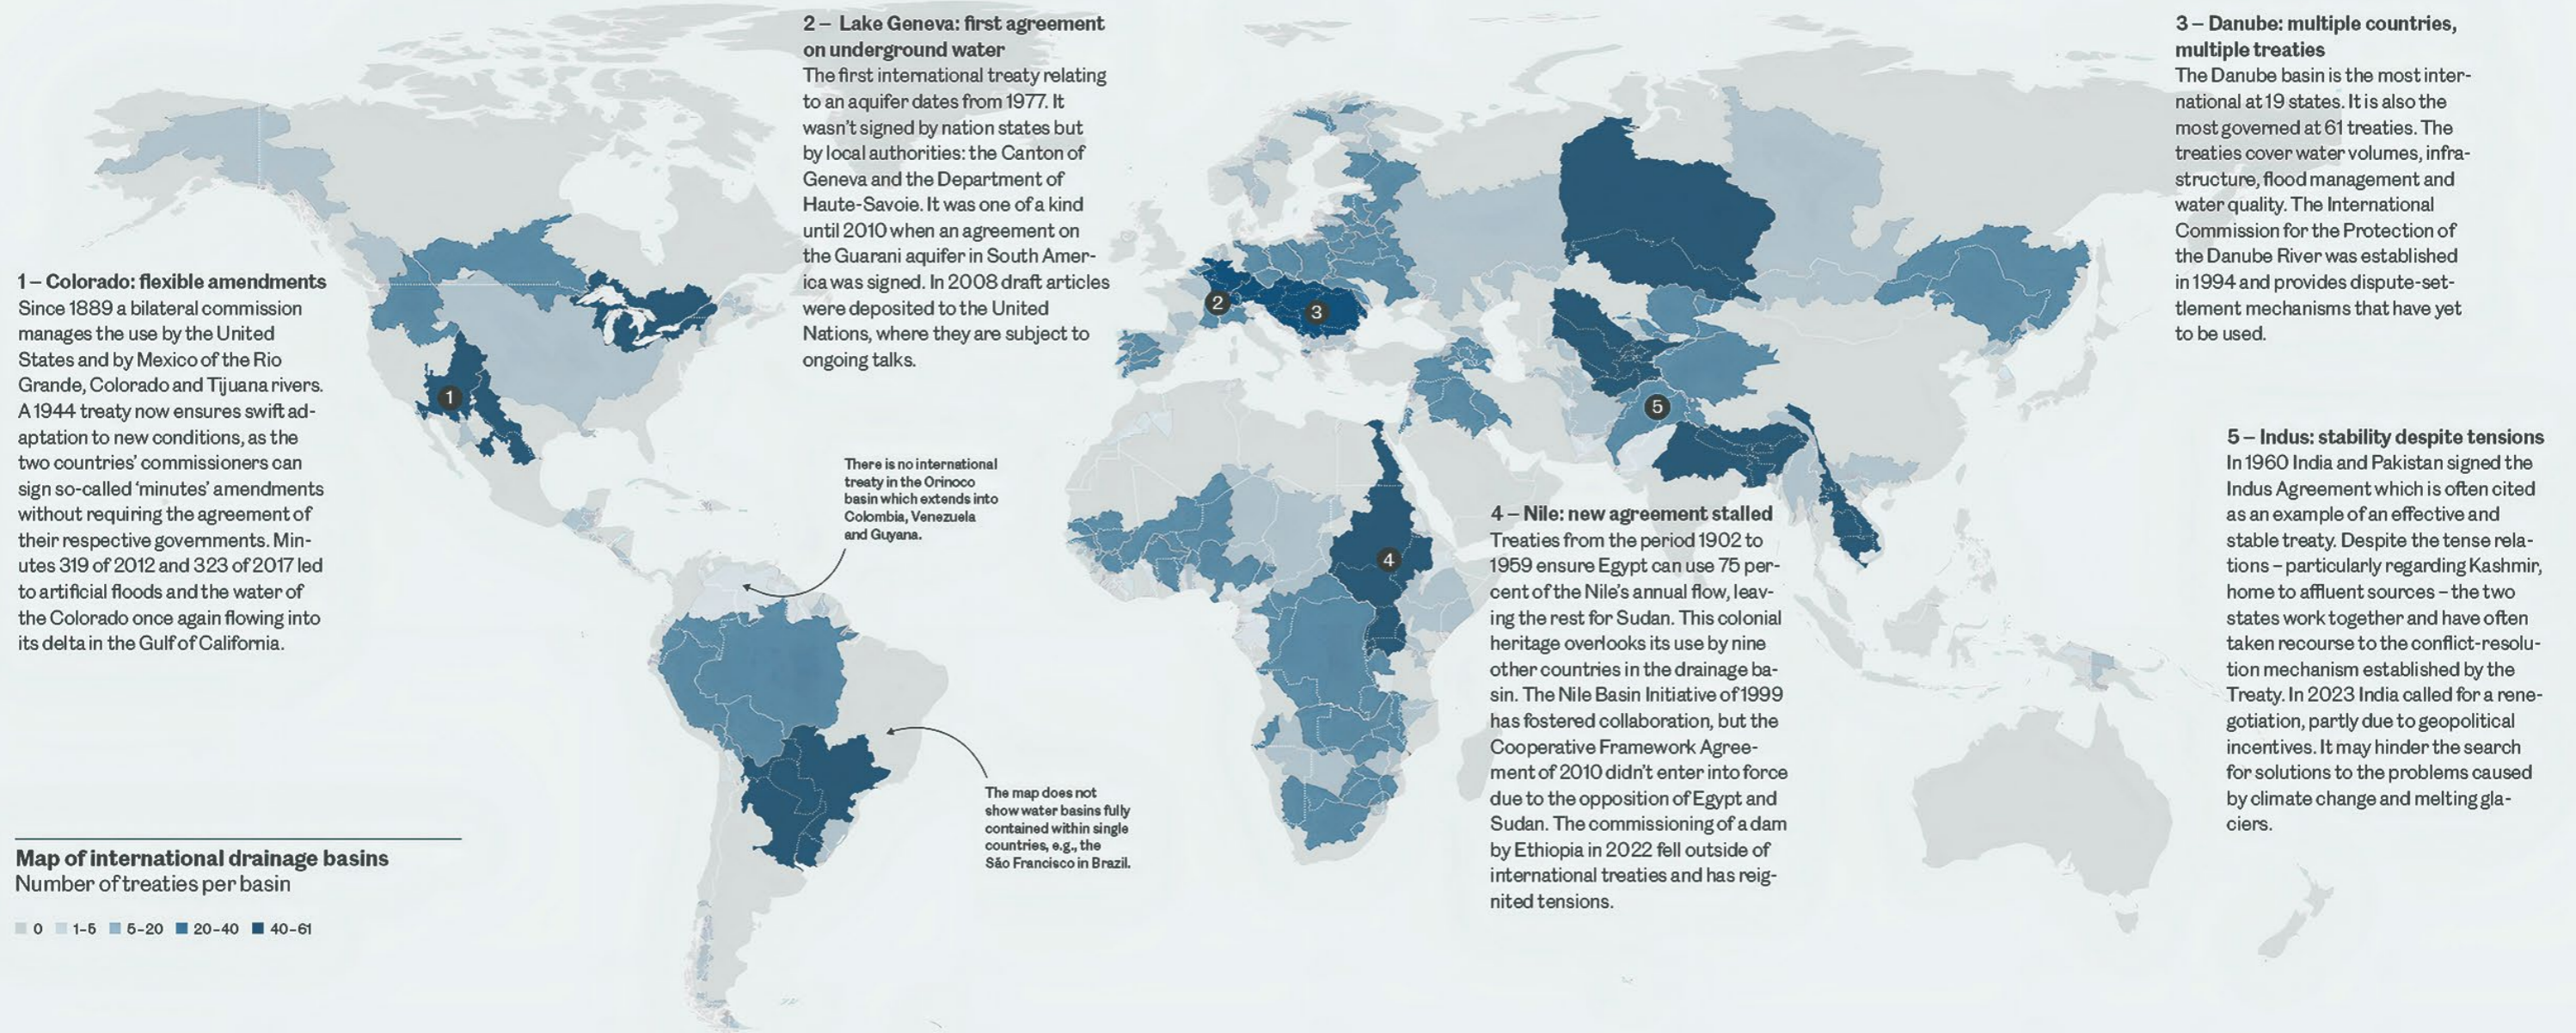 2 – Lake Geneva: first agreement
on underground water
The first international treaty relating
to an aquifer dates from 1977. It
wasn't signed by nation states but
by local authorities: the Canton of
Geneva and the Department of
Haute-Savoie. It was one of a kind
until 2010 when an agreement on
the Guarani aquifer in South Amer-
ica was signed. In 2008 draft articles
were deposited to the United
Nations, where they are subject to
ongoing talks.
3 – Danube: multiple countries,
multiple treaties
The Danube basin is the most inter-
national at 19 states. It is also the
most governed at 61 treaties. The
treaties cover water volumes, infra-
structure, flood management and
water quality. The International
Commission for the Protection of
the Danube River was established
in 1994 and provides dispute-set-
tlement mechanisms that have yet
to be used.
1 – Colorado: flexible amendments
Since 1889 a bilateral commission
manages the use by the United
States and by Mexico of the Rio
Grande, Colorado and Tijuana rivers.
A 1944 treaty now ensures swift ad-
aptation to new conditions, as the
two countries' commissioners can
sign so-called 'minutes' amendments
without requiring the agreement of
their respective governments. Min-
utes 319 of 2012 and 323 of 2017 led
to artificial floods and the water of
the Colorado once again flowing into
its delta in the Gulf of California.
2
3
1
5
4
There is no international
treaty in the Orinoco
basin which extends into
Colombia, Venezuela
and Guyana.
5 – Indus: stability despite tensions
In 1960 India and Pakistan signed the
Indus Agreement which is often cited
as an example of an effective and
stable treaty. Despite the tense rela-
tions – particularly regarding Kashmir,
home to affluent sources – the two
states work together and have often
taken recourse to the conflict-resolu-
tion mechanism established by the
Treaty. In 2023 India called for a rene-
gotiation, partly due to geopolitical
incentives. It may hinder the search
for solutions to the problems caused
by climate change and melting gla-
ciers.
4 – Nile: new agreement stalled
Treaties from the period 1902 to
1959 ensure Egypt can use 75 per-
cent of the Nile's annual flow, leav-
ing the rest for Sudan. This colonial
heritage overlooks its use by nine
other countries in the drainage ba-
sin. The Nile Basin Initiative of 1999
has fostered collaboration, but the
Cooperative Framework Agree-
ment of 2010 didn't enter into force
due to the opposition of Egypt and
Sudan. The commissioning of a dam
by Ethiopia in 2022 fell outside of
international treaties and has reig-
nited tensions.
The map does not
show water basins fully
contained within single
countries, e.g., the
São Francisco in Brazil.
Map of international drainage basins
Number of treaties per basin
0 1–5 5–20 20–40 40–61